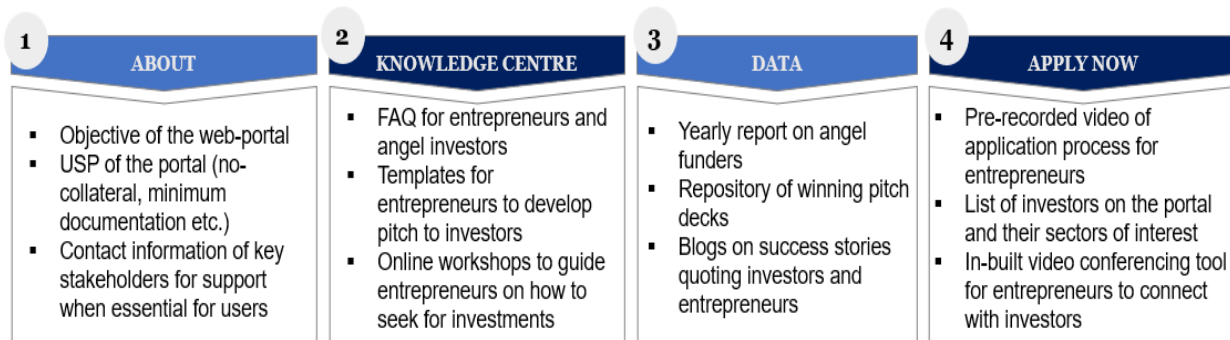 1
ABOUT
▪ Objective of the web-portal
▪ USP of the portal (no-
collateral, minimum
documentation etc.)
▪ Contact information of key
stakeholders for support
when essential for users
2
KNOWLEDGE CENTRE
▪ FAQ for entrepreneurs and
angel investors
▪ Templates for
entrepreneurs to develop
pitch to investors
▪ Online workshops to guide
entrepreneurs on how to
seek for investments
3
DATA
▪ Yearly report on angel
funders
▪ Repository of winning pitch
decks
▪ Blogs on success stories
quoting investors and
entrepreneurs
4
APPLY NOW
▪ Pre-recorded video of
application process for
entrepreneurs
▪ List of investors on the portal
and their sectors of interest
▪ In-built video conferencing tool
for entrepreneurs to connect
with investors